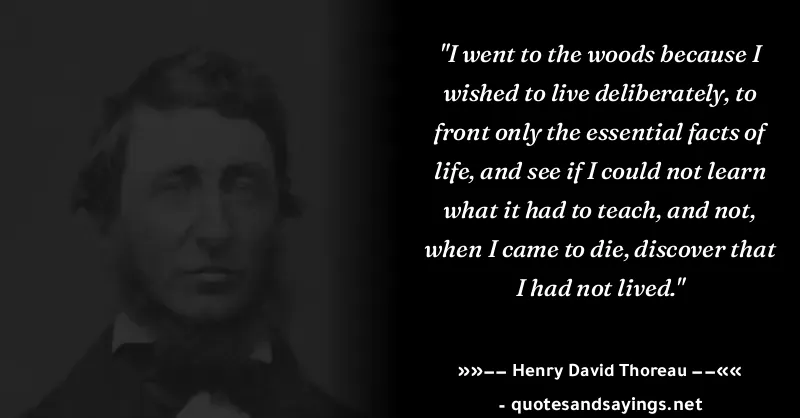 "I went to the woods because I
wished to live deliberately, to
front only the essential facts of
life, and see if I could not learn
what it had to teach, and not,
when I came to die, discover that
I had not lived."
»»–– Henry David Thoreau ––««
- quotesandsayings.net